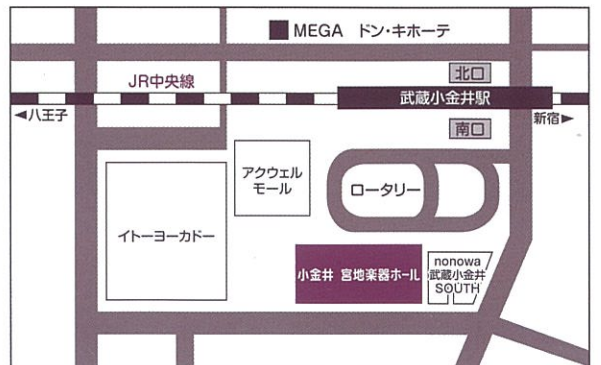 MEGA ドン・キホーテ
JR中央線
北口
武蔵小金井駅
◀八王子
新宿▶
南口
アクウェル
モール
ロータリー
イトーヨーカドー
小金井 宮地楽器ホール
nonowa
武蔵小金井
SOUTH